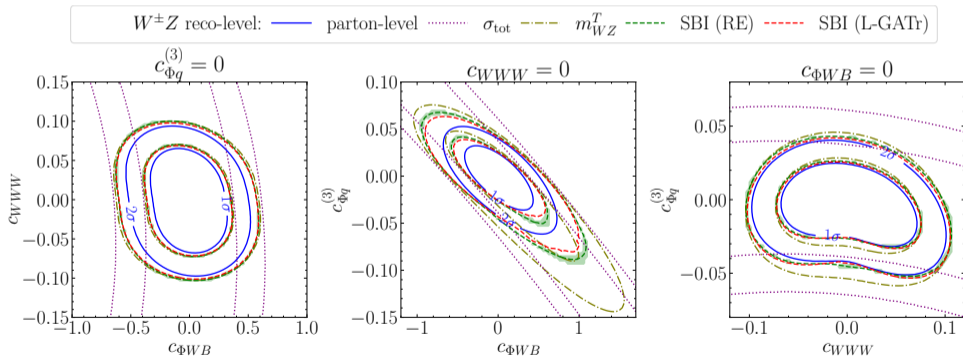 W±Z reco-level: parton-level σ_tot m^T_WZ SBI (RE) SBI (L-GATr)
c^(3)_Φq = 0
c_WWW
0.15
0.10
0.05
0.00
−0.05
−0.10
−0.15
2σ
1σ
−1.0
−0.5
0.0
0.5
1.0
c_ΦWB
c_WWW = 0
c^(3)_Φq
0.10
0.05
0.00
−0.05
−0.10
−0.15
1σ
2σ
−1
0
1
c_ΦWB
c_ΦWB = 0
c^(3)_Φq
0.05
0.00
−0.05
2σ
1σ
−0.1
0.0
0.1
c_WWW